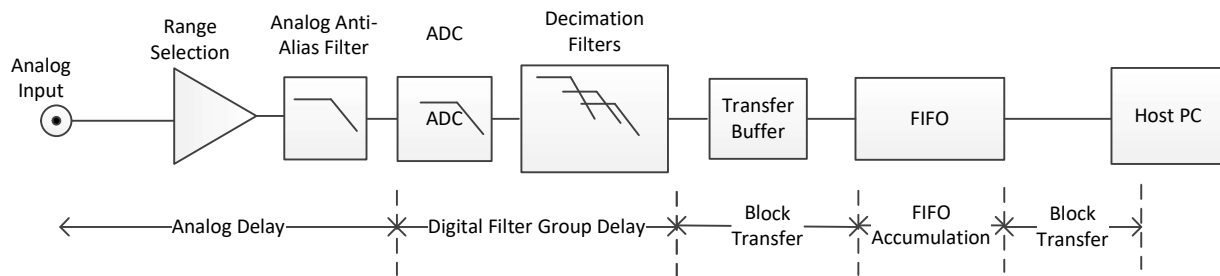 Analog
Input
Range
Selection
Analog Anti-
Alias Filter
ADC
Decimation
Filters
ADC
Transfer
Buffer
FIFO
Host PC
Analog Delay
Digital Filter Group Delay
Block
Transfer
FIFO
Accumulation
Block
Transfer